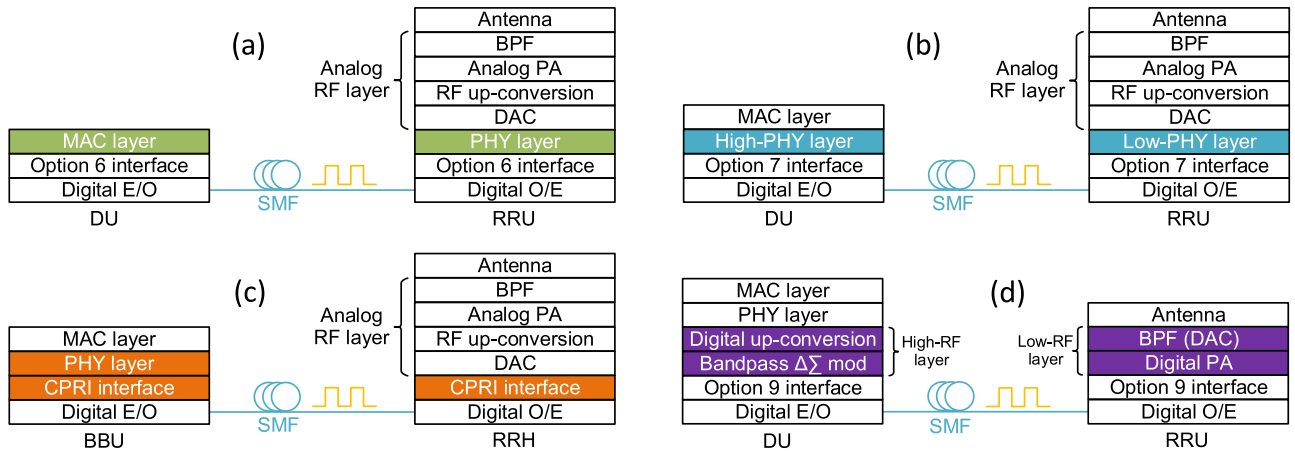 (a)
MAC layer
Option 6 interface
Digital E/O
DU
SMF
Analog
RF layer
Antenna
BPF
Analog PA
RF up-conversion
DAC
PHY layer
Option 6 interface
Digital O/E
RRU
(b)
MAC layer
High-PHY layer
Option 7 interface
Digital E/O
DU
SMF
Analog
RF layer
Antenna
BPF
Analog PA
RF up-conversion
DAC
Low-PHY layer
Option 7 interface
Digital O/E
RRU
(c)
MAC layer
PHY layer
CPRI interface
Digital E/O
BBU
SMF
Analog
RF layer
Antenna
BPF
Analog PA
RF up-conversion
DAC
CPRI interface
Digital O/E
RRH
(d)
MAC layer
PHY layer
Digital up-conversion
Bandpass ΔΣ mod
Option 9 interface
Digital E/O
DU
High-RF
layer
SMF
Low-RF
layer
Antenna
BPF (DAC)
Digital PA
Option 9 interface
Digital O/E
RRU